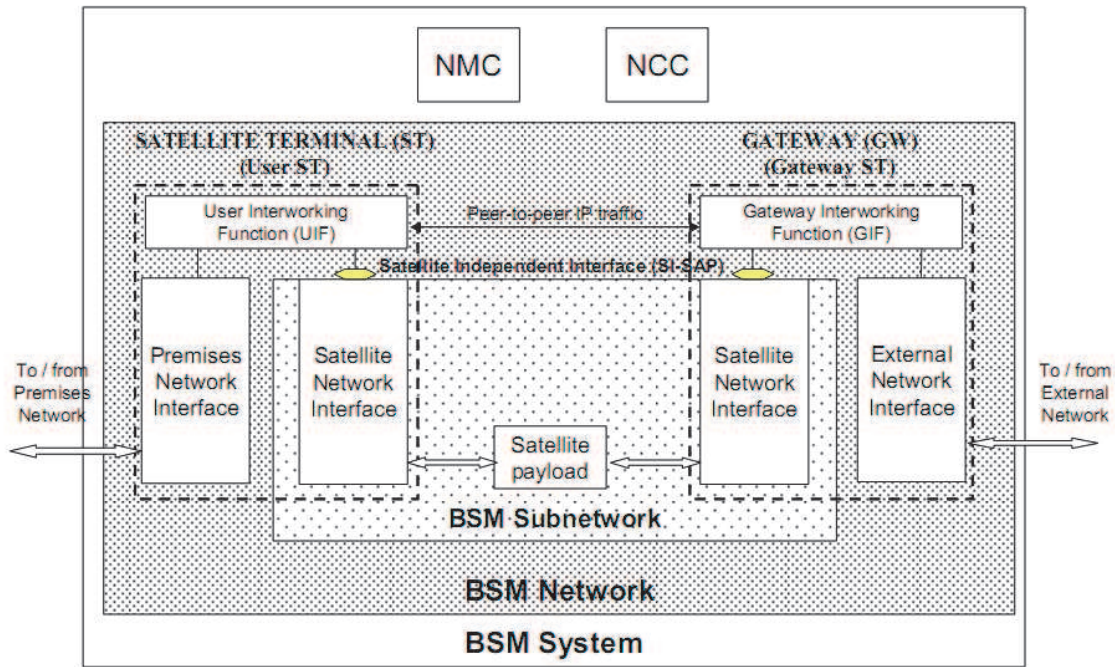 NMC
NCC
SATELLITE TERMINAL (ST)
(User ST)
GATEWAY (GW)
(Gateway ST)
User Interworking
Function (UIF)
Peer-to-peer IP traffic
Gateway Interworking
Function (GIF)
Satellite Independent Interface (SI-SAP)
To / from
Premises
Network
Premises
Network
Interface
Satellite
Network
Interface
Satellite
payload
Satellite
Network
Interface
External
Network
Interface
To / from
External
Network
BSM Subnetwork
BSM Network
BSM System